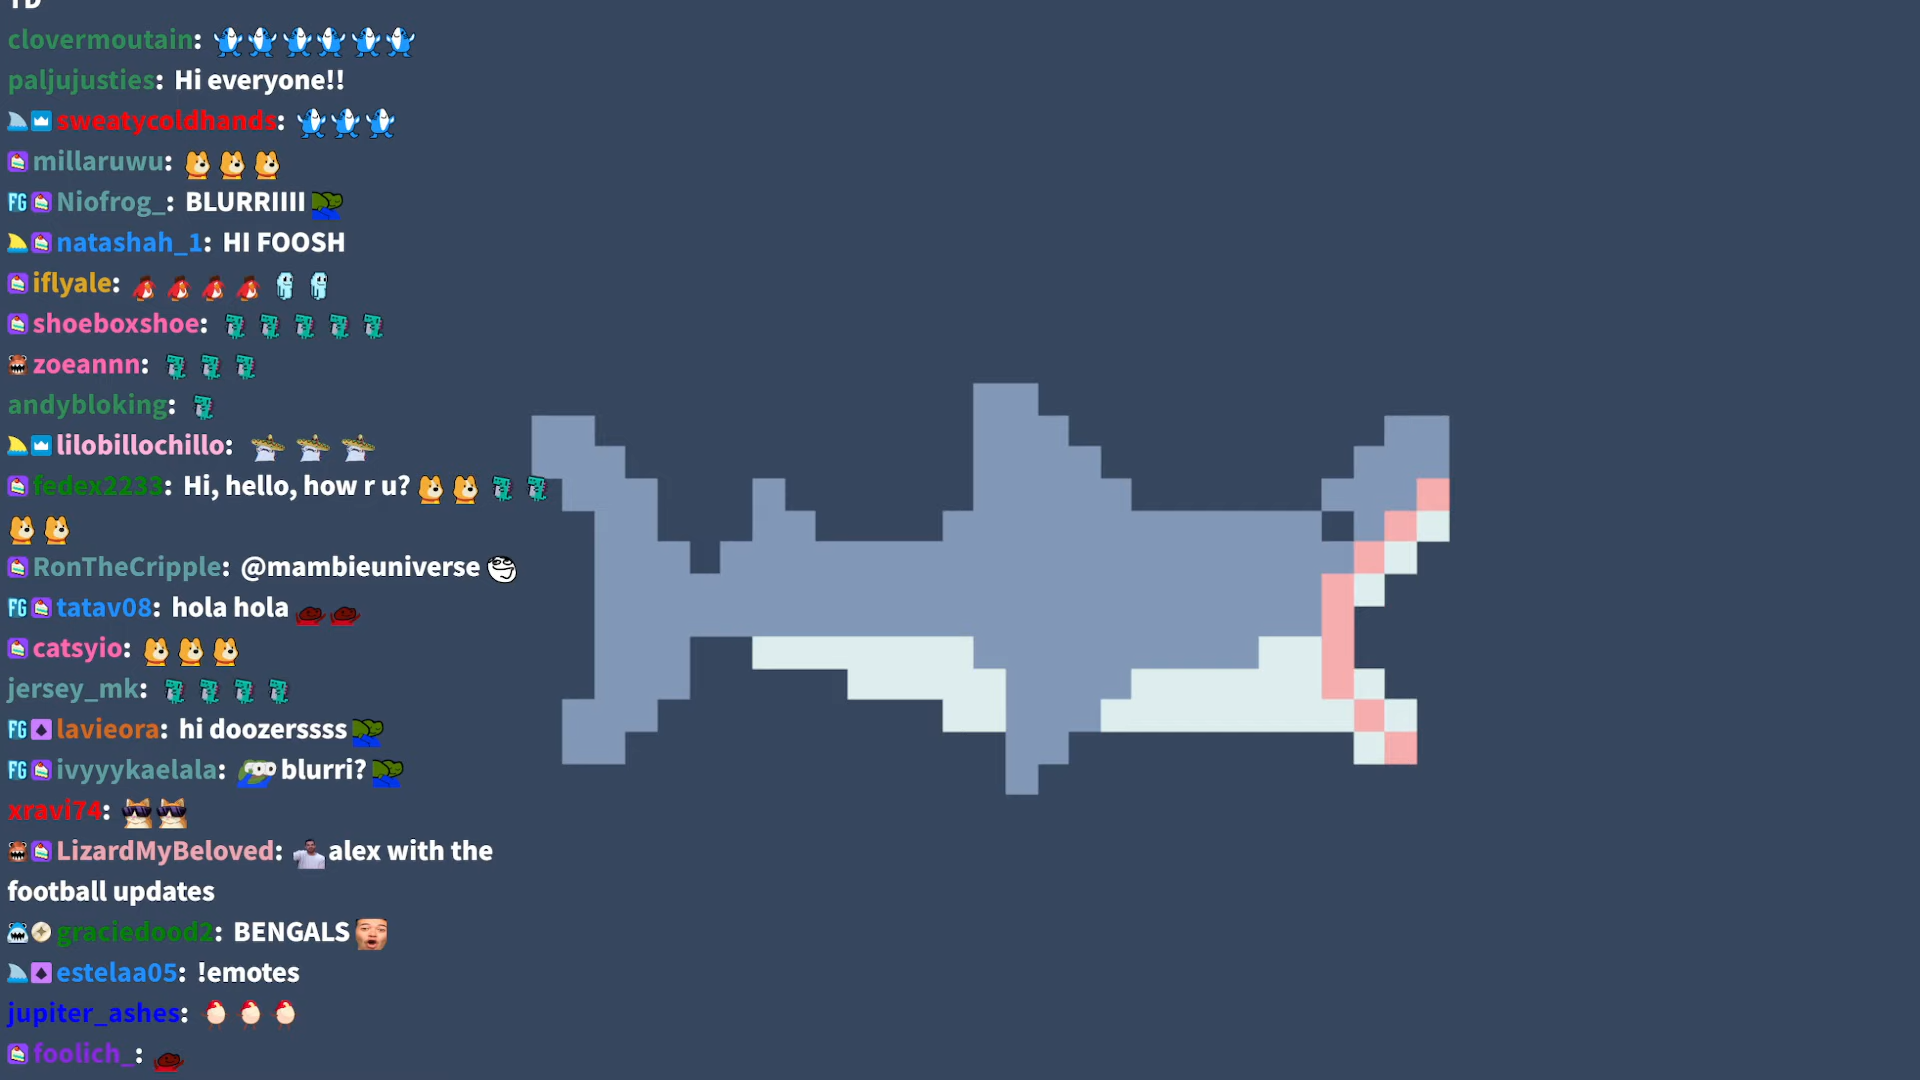 clovermoutain:
paljujusties: Hi everyone!!
sweatycoldhands:
millaruwu:
FG Niofrog_: BLURRIIII
natashah_1: HI FOOSH
iflyale:
shoeboxshoe:
zoeannn:
andybloking:
lilobillochillo:
fedex2233: Hi, hello, how r u?
RonTheCripple: @mambieuniverse
FG tatav08: hola hola
catsyio:
jersey_mk:
FG lavieora: hi doozerssss
FG ivyyykaelala: blurri?
xravi74:
LizardMyBeloved: alex with the
football updates
graciedood2: BENGALS
estelaa05: !emotes
jupiter_ashes:
foolich_: